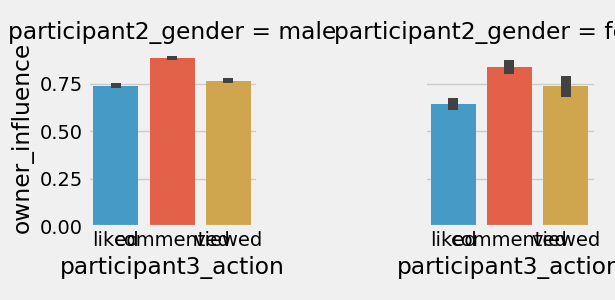 participant2_gender = male
participant2_gender = fe
owner_influence
0.75
0.50
0.25
0.00
liked commented viewed
liked commented viewed
participant3_action
participant3_action